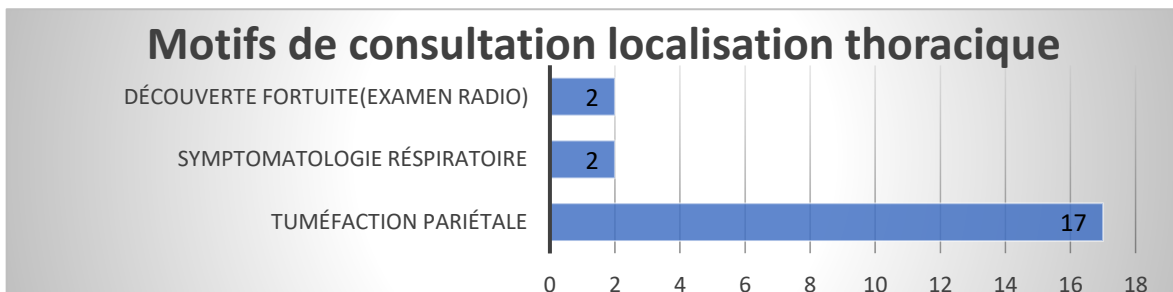 Motifs de consultation localisation thoracique
DÉCOUVERTE FORTUITE(EXAMEN RADIO)
2
SYMPTOMATOLOGIE RÉSPIRATOIRE
2
TUMÉFACTION PARIÉTALE
17
0 2 4 6 8 10 12 14 16 18